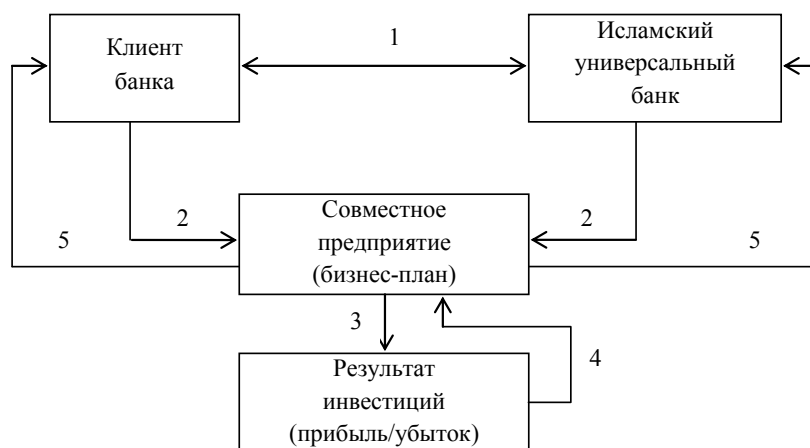 Клиент
банка
1
Исламский
универсальный
банк
2
Совместное
предприятие
(бизнес-план)
2
5
5
3
4
Результат
инвестиций
(прибыль/убыток)